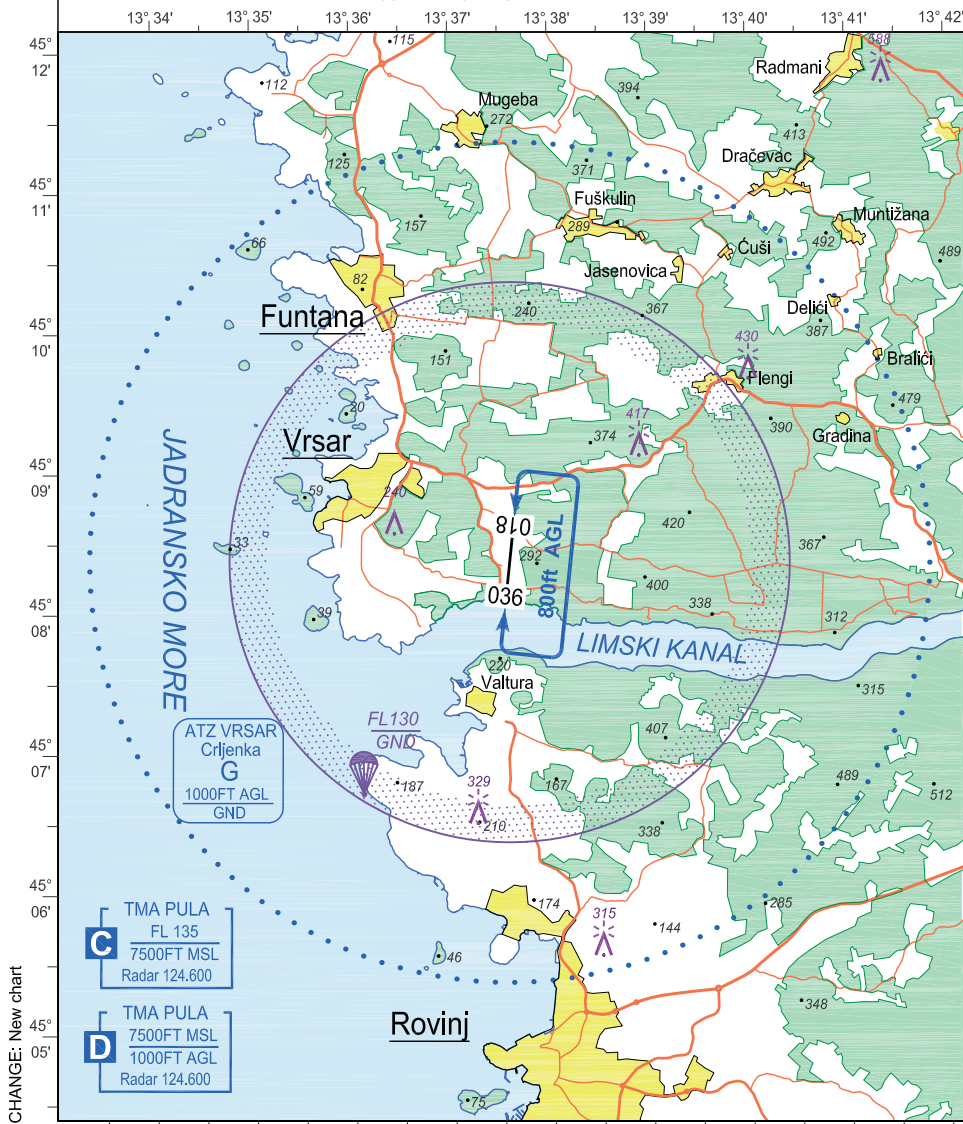 13°34' 13°35' 13°36' 13°37' 13°38' 13°39' 13°40' 13°41' 13°42'
45°
12'
115
588
Radmani
112
394
Mugeba
272
413
125
371
Dračevac
45°
11'
Fuškulin
157
289
Muntižana
492
66
Ćuši
489
Jasenovica
82
Delići
240
367
387
Funtana
45°
10'
430
151
Bralići
Flengi
20
479
417
390
374
Gradina
Vrsar
45°
09'
JADRANSKO MORE
240
59
420
018
800ft AGL
367
33
292
400
036
338
45°
08'
39
312
LIMSKI KANAL
220
Valtura
315
FL130
GND
407
ATZ VRSAR
Crljenka
G
1000FT AGL
GND
45°
07'
187
329
167
489
512
210
338
45°
06'
174
285
TMA PULA
FL 135
C
7500FT MSL
Radar 124.600
315
144
46
348
TMA PULA
7500FT MSL
D
1000FT AGL
Radar 124.600
Rovinj
45°
05'
75
CHANGE: New chart